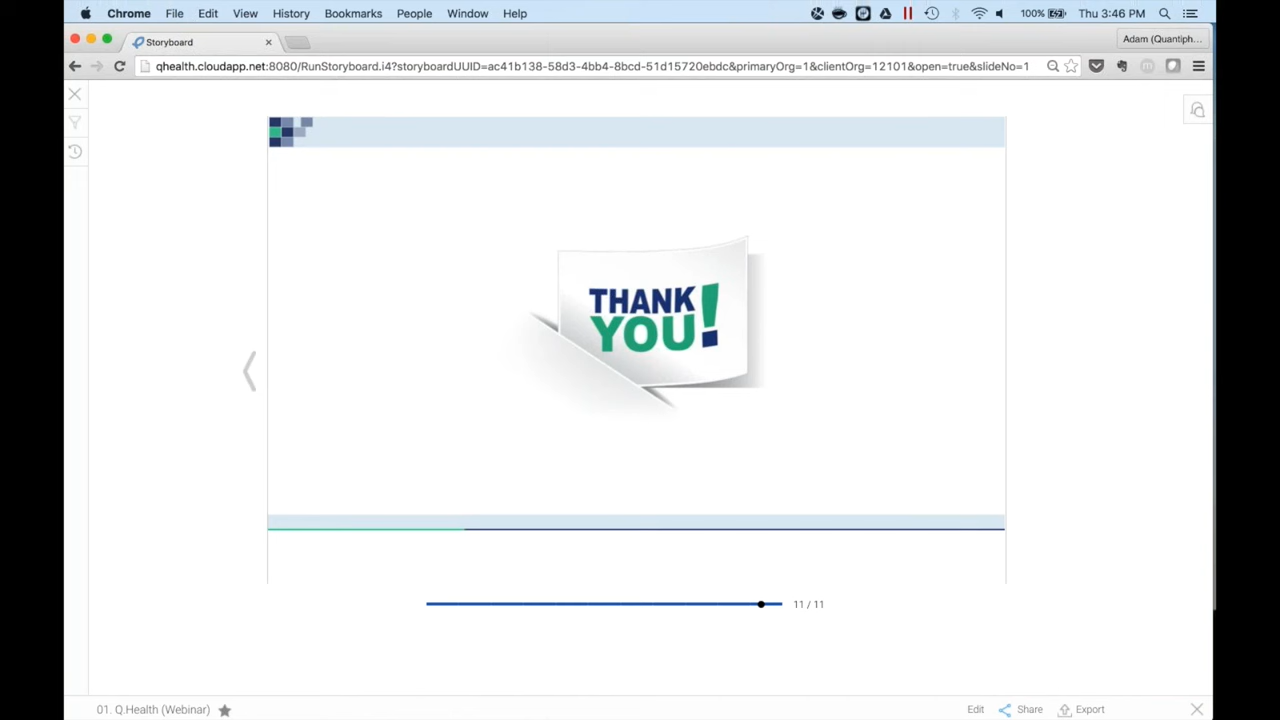 Chrome File Edit View History Bookmarks People Window Help 100% Thu 3:46 PM
Storyboard Adam (Quantiph...
qhealth.cloudapp.net:8080/RunStoryboard.i4?storyboardUUID=ac41b138-58d3-4bb4-8bcd-51d15720ebdc&primaryOrg=1&clientOrg=12101&open=true&slideNo=1
THANK
YOU!
11 / 11
01. Q.Health (Webinar) Edit Share Export